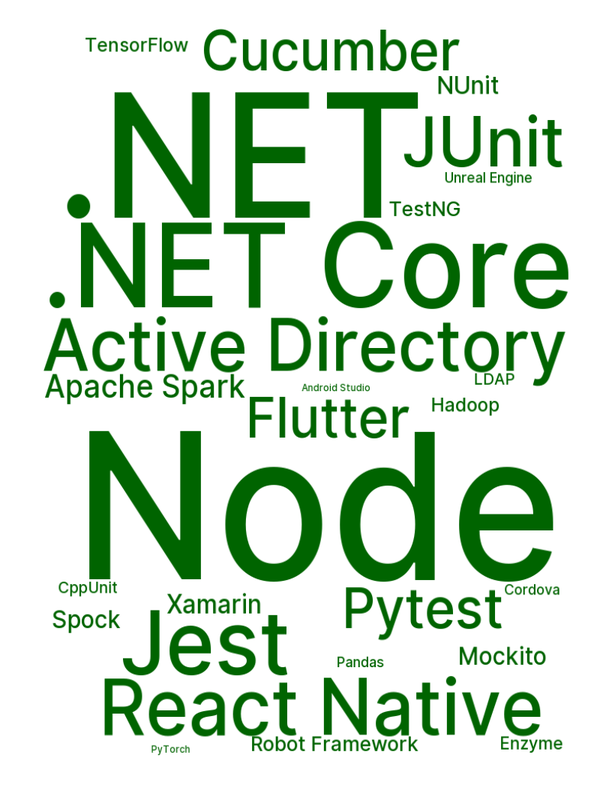 TensorFlow
Cucumber
NUnit
.NET
JUnit
Unreal Engine
TestNG
.NET Core
Active Directory
Apache Spark
Android Studio
LDAP
Flutter
Hadoop
Node
CppUnit
Cordova
Xamarin
Pytest
Spock
Jest
Mockito
Pandas
React Native
PyTorch
Robot Framework
Enzyme